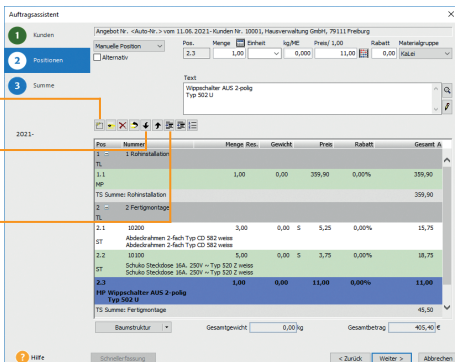 Auftragsassistent
1 Kunden
2 Positionen
3 Summe
2021-
Angebot Nr. <Auto-Nr.> vom 11.06.2021- Kunden Nr. 10001, Hausverwaltung GmbH, 79111 Freiburg
Manuelle Position
Alternativ
Pos. Menge Einheit kg/ME Preis/ 1,00 Rabatt Materialgruppe
2.3 1,00 0,000 11,00 0,00 KaLei
Text
Wippschalter AUS 2-polig
Typ 502 U
Pos Nummer Menge Res. Gewicht Preis Rabatt Gesamt A
1 1 Rohinstallation
TL
1.1 1,00 0,00 359,90 0,00% 359,90
MP
TS Summe: Rohinstallation 359,90
2 2 Fertigmontage
TL
2.1 10200 3,00 0,00 S 5,25 0,00% 15,75
ST Abdeckrahmen 2-fach Typ CD 582 weiss
Abdeckrahmen 2-fach Typ CD 582 weiss
2.2 10100 5,00 0,00 S 3,75 0,00% 18,75
ST Schuko Steckdose 16A. 250V ~ Typ 520 Z weiss
Schuko Steckdose 16A. 250V ~ Typ 520 Z weiss
2.3 1,00 0,00 11,00 0,00% 11,00
MP Wippschalter AUS 2-polig
Typ 502 U
TS Summe: Fertigmontage 45,50
Baumstruktur Gesamtgewicht 0,00 kg Gesamtbetrag 405,40 €
Hilfe Schnellerfassung < Zurück Weiter > Abbrechen